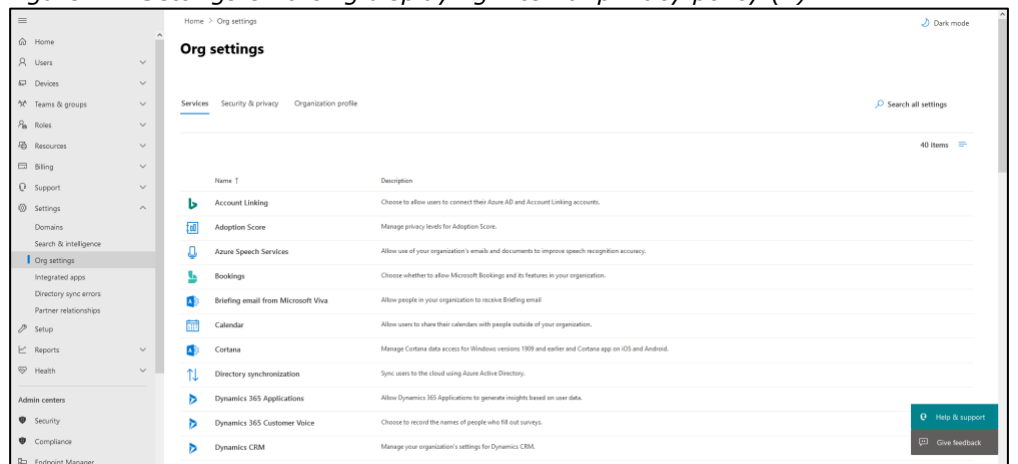 Home > Org settings
Dark mode
Home
Org settings
Users
Devices
Teams & groups
Services Security & privacy Organization profile
Search all settings
Roles
Resources
40 items
Billing
Support
Name ↑ Description
Settings
Account Linking Choose to allow users to connect their Azure AD and Account Linking accounts.
Domains
Adoption Score Manage privacy levels for Adoption Score.
Search & intelligence
Azure Speech Services Allow use of your organization's emails and documents to improve speech recognition accuracy.
Org settings
Integrated apps
Bookings Choose whether to allow Microsoft Bookings and its features in your organization.
Directory sync errors
Briefing email from Microsoft Viva Allow people in your organization to receive Briefing email
Partner relationships
Setup
Calendar Allow users to share their calendars with people outside of your organization.
Reports
Cortana Manage Cortana data access for Windows versions 1909 and earlier and Cortana app on iOS and Android.
Health
Directory synchronization Sync users to the cloud using Azure Active Directory.
Admin centers
Dynamics 365 Applications Allow Dynamics 365 Applications to generate insights based on user data.
Security
Dynamics 365 Customer Voice Choose to record the names of people who fill out surveys.
Help & support
Compliance
Dynamics CRM Manage your organization's settings for Dynamics CRM.
Give feedback
Endpoint Manager